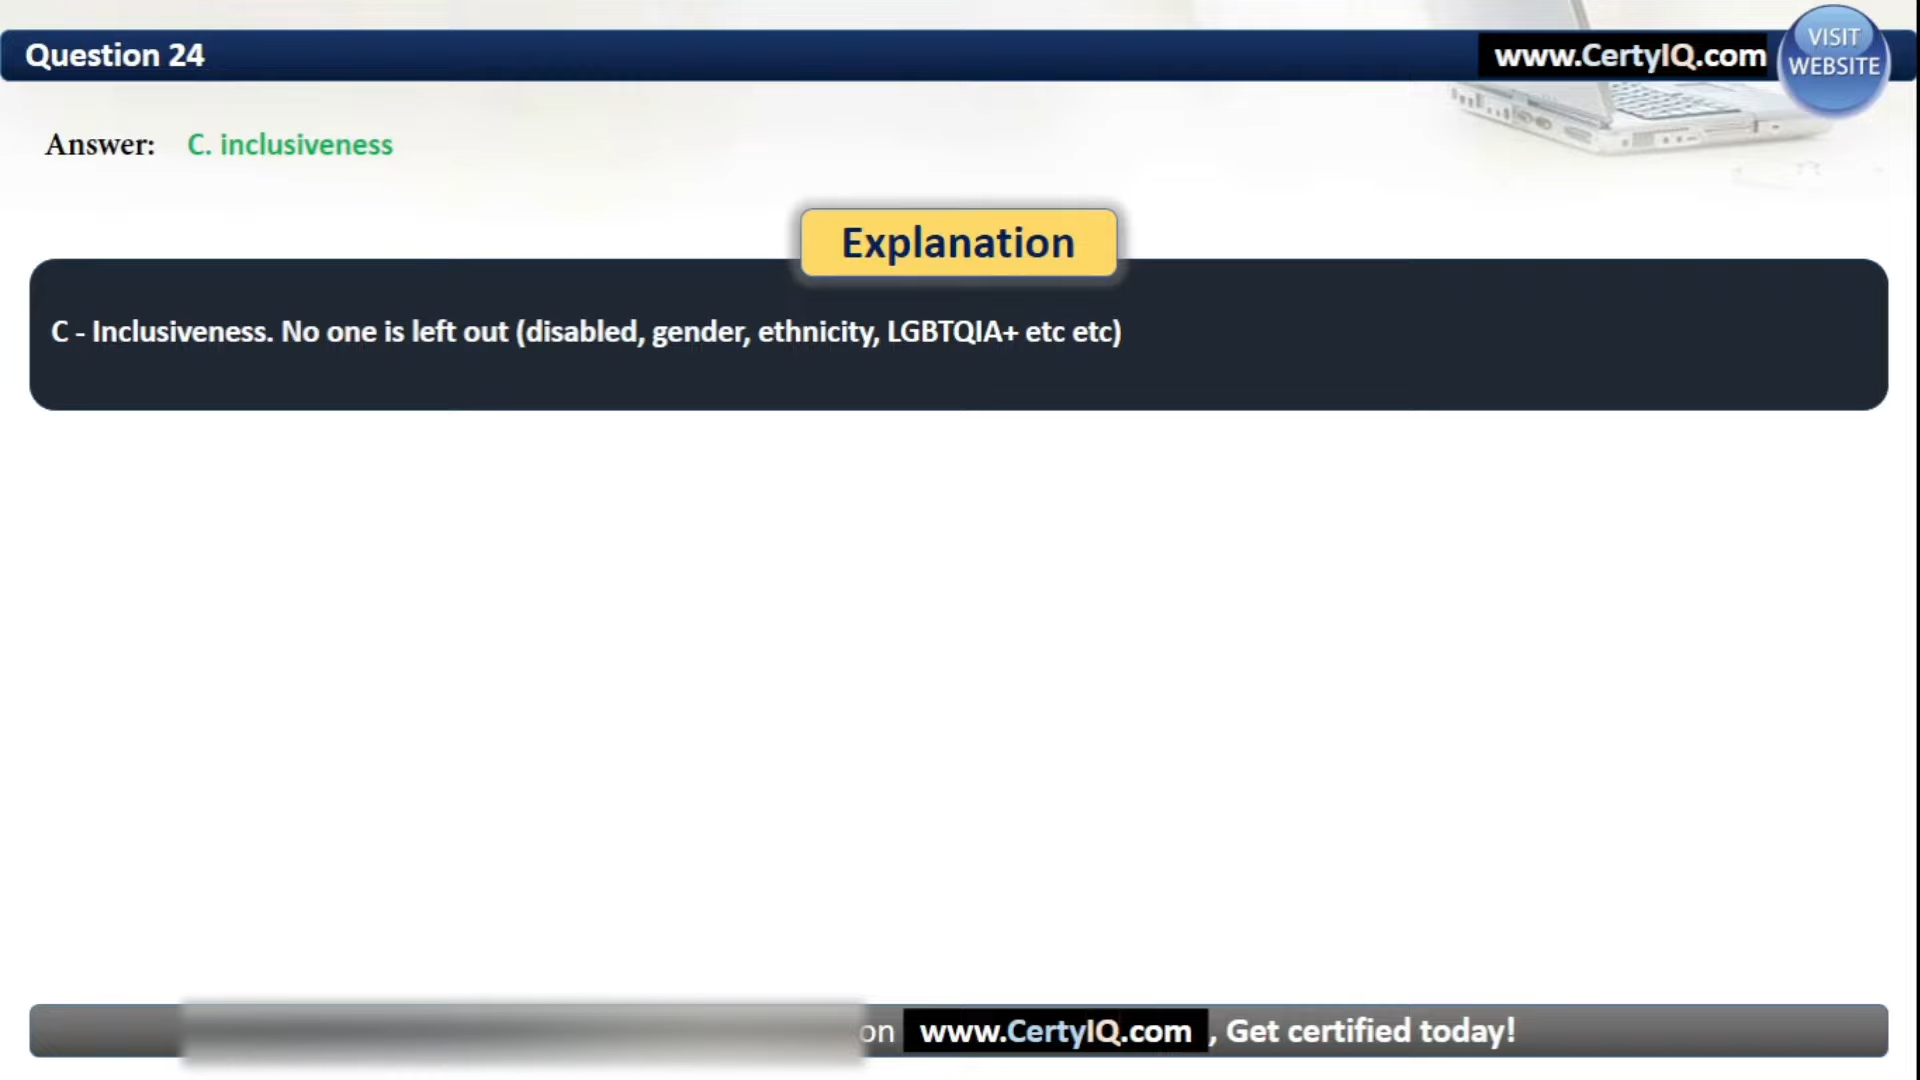 Question 24
www.CertyIQ.com
VISIT
WEBSITE
Answer: C. inclusiveness
Explanation
C - Inclusiveness. No one is left out (disabled, gender, ethnicity, LGBTQIA+ etc etc)
on www.CertyIQ.com , Get certified today!